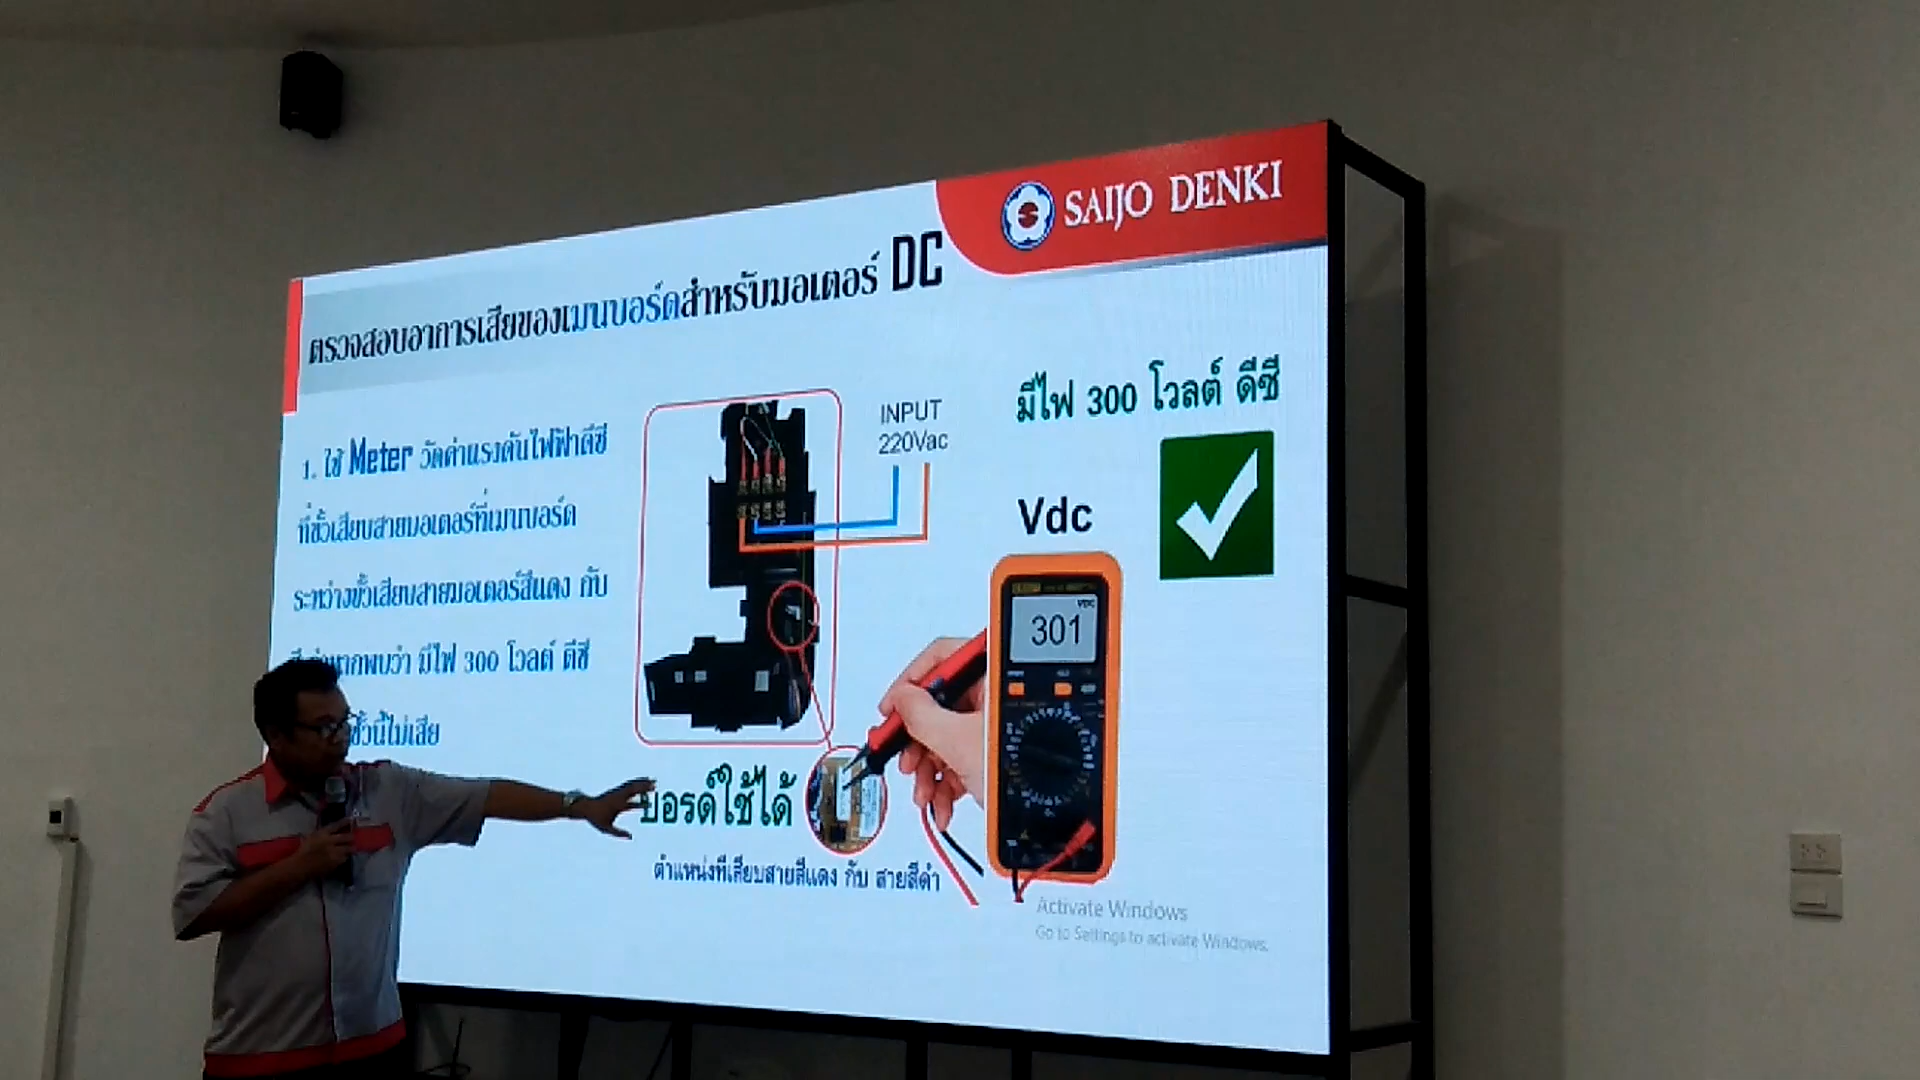 SAIJO DENKI
ตรวจสอบอาการเสียของเมนบอร์ดสำหรับมอเตอร์ DC
มีไฟ 300 โวลต์ ดีซี
INPUT
220Vac
1. ใช้ Meter วัดค่าแรงดันไฟฟ้าดีซี
ที่ขั้วเสียบสายมอเตอร์ที่เมนบอร์ด
ระหว่างขั้วเสียบสายมอเตอร์สีแดง กับ
หากพบว่า มีไฟ 300 โวลต์ ดีซี
ขั้วนี้ไม่เสีย
Vdc
VDC
301
บอร์ดใช้ได้
ตำแหน่งที่เสียบสายสีแดง กับ สายสีดำ
Activate Windows
Go to Settings to activate Windows.